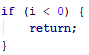 if (i < 0) {
    return;
}